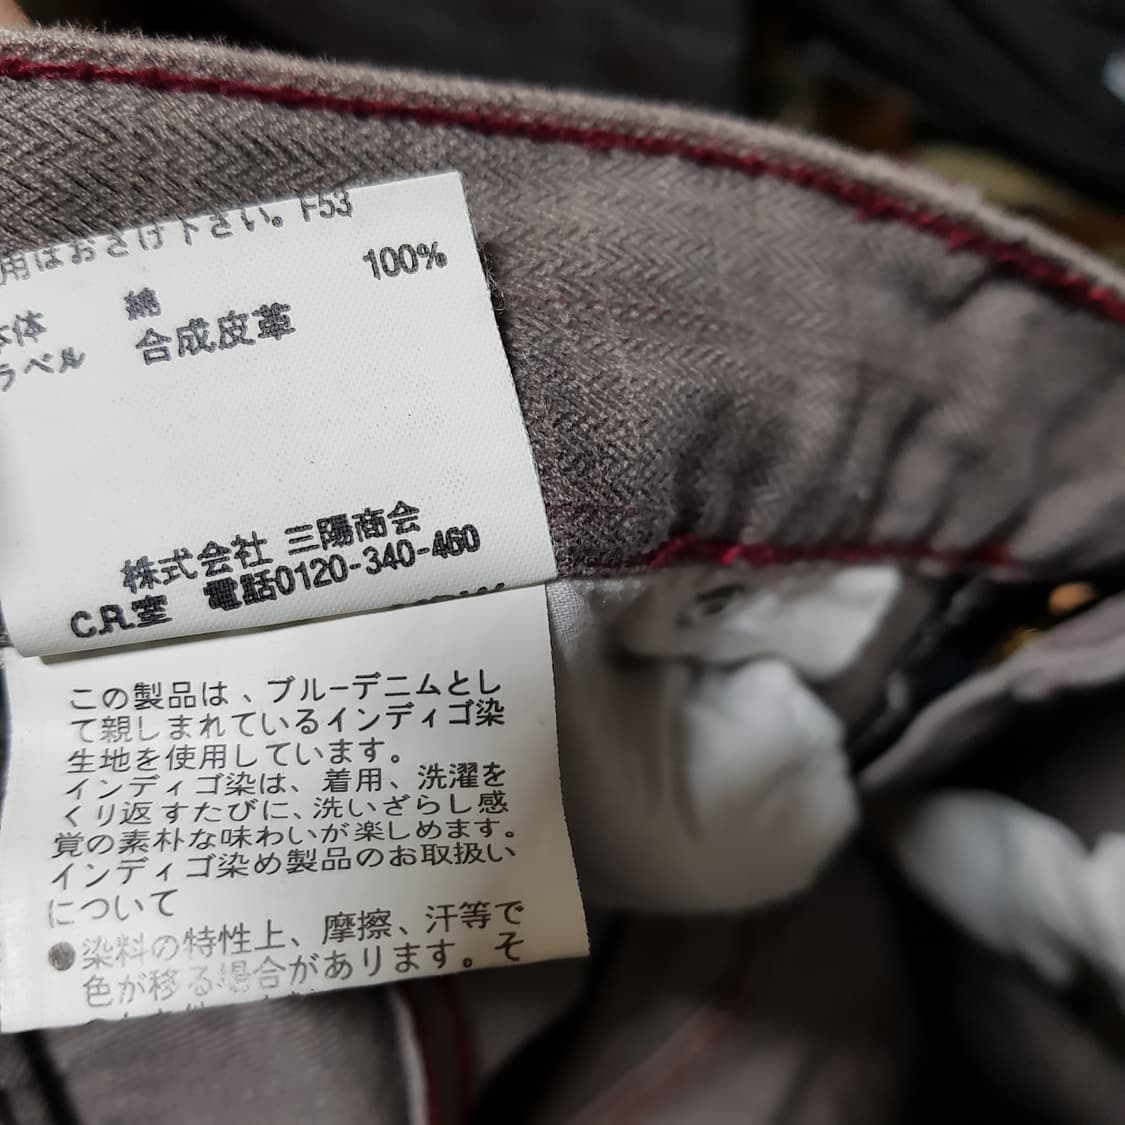 用はおさけ下さい。F53
本体 綿 100%
ラベル 合成皮革
株式会社 三陽商会
C.R.室 電話0120-340-460
この製品は、ブルーデニムとし
て親しまれているインディゴ染
生地を使用しています。
インディゴ染は、着用、洗濯を
くり返すたびに、洗いざらし感
覚の素朴な味わいが楽しめます。
インディゴ染め製品のお取扱い
について
●染料の特性上、摩擦、汗等で
色が移る場合があります。そ